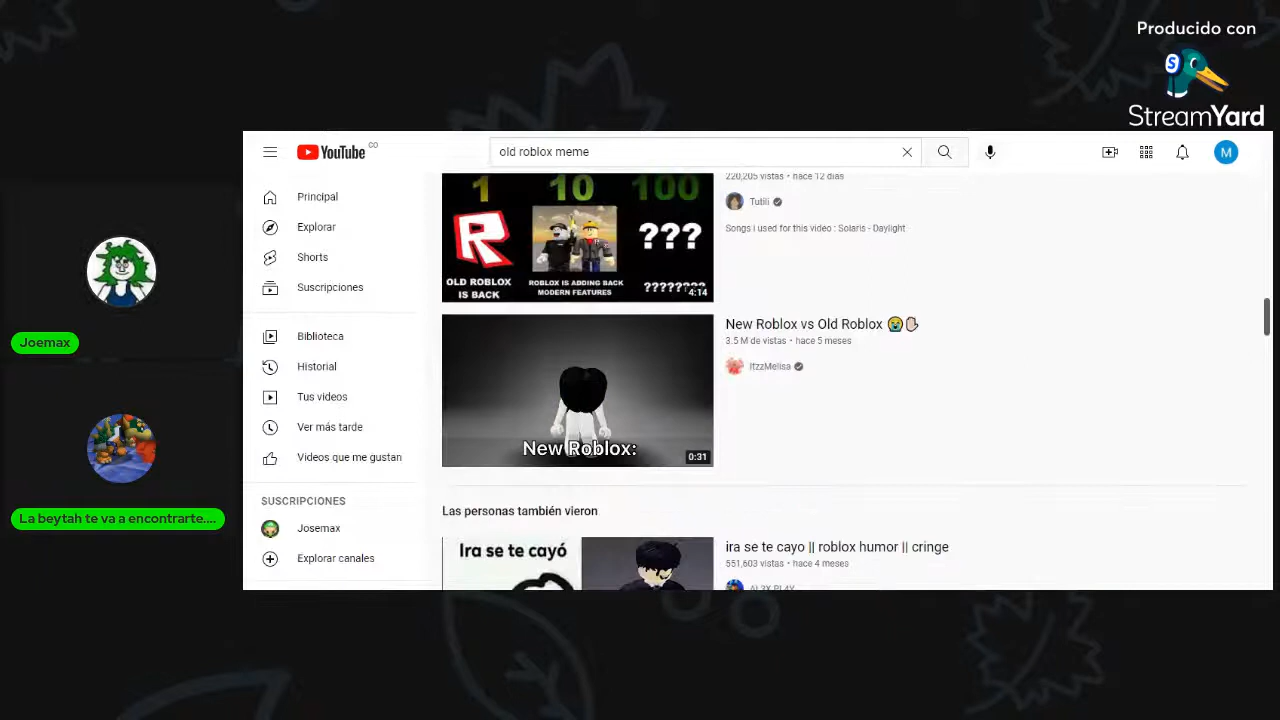 Producido con
StreamYard
YouTube CO
old roblox meme
M
Principal
Explorar
Shorts
Suscripciones
Biblioteca
Historial
Tus videos
Ver más tarde
Videos que me gustan
SUSCRIPCIONES
Josemax
Explorar canales
1 10 100
???
OLD ROBLOX IS BACK
ROBLOX IS ADDING BACK MODERN FEATURES
????????
4:14
220,205 vistas • hace 12 días
Tubili
Songs i used for this video : Solaris - Daylight
New Roblox:
0:31
New Roblox vs Old Roblox 😭✋🏻
3.5 M de vistas • hace 5 meses
ItzzMelisa
Las personas también vieron
Ira se te cayó
ira se te cayo || roblox humor || cringe
551,603 vistas • hace 4 meses
Joemax
La beytah te va a encontrarte....